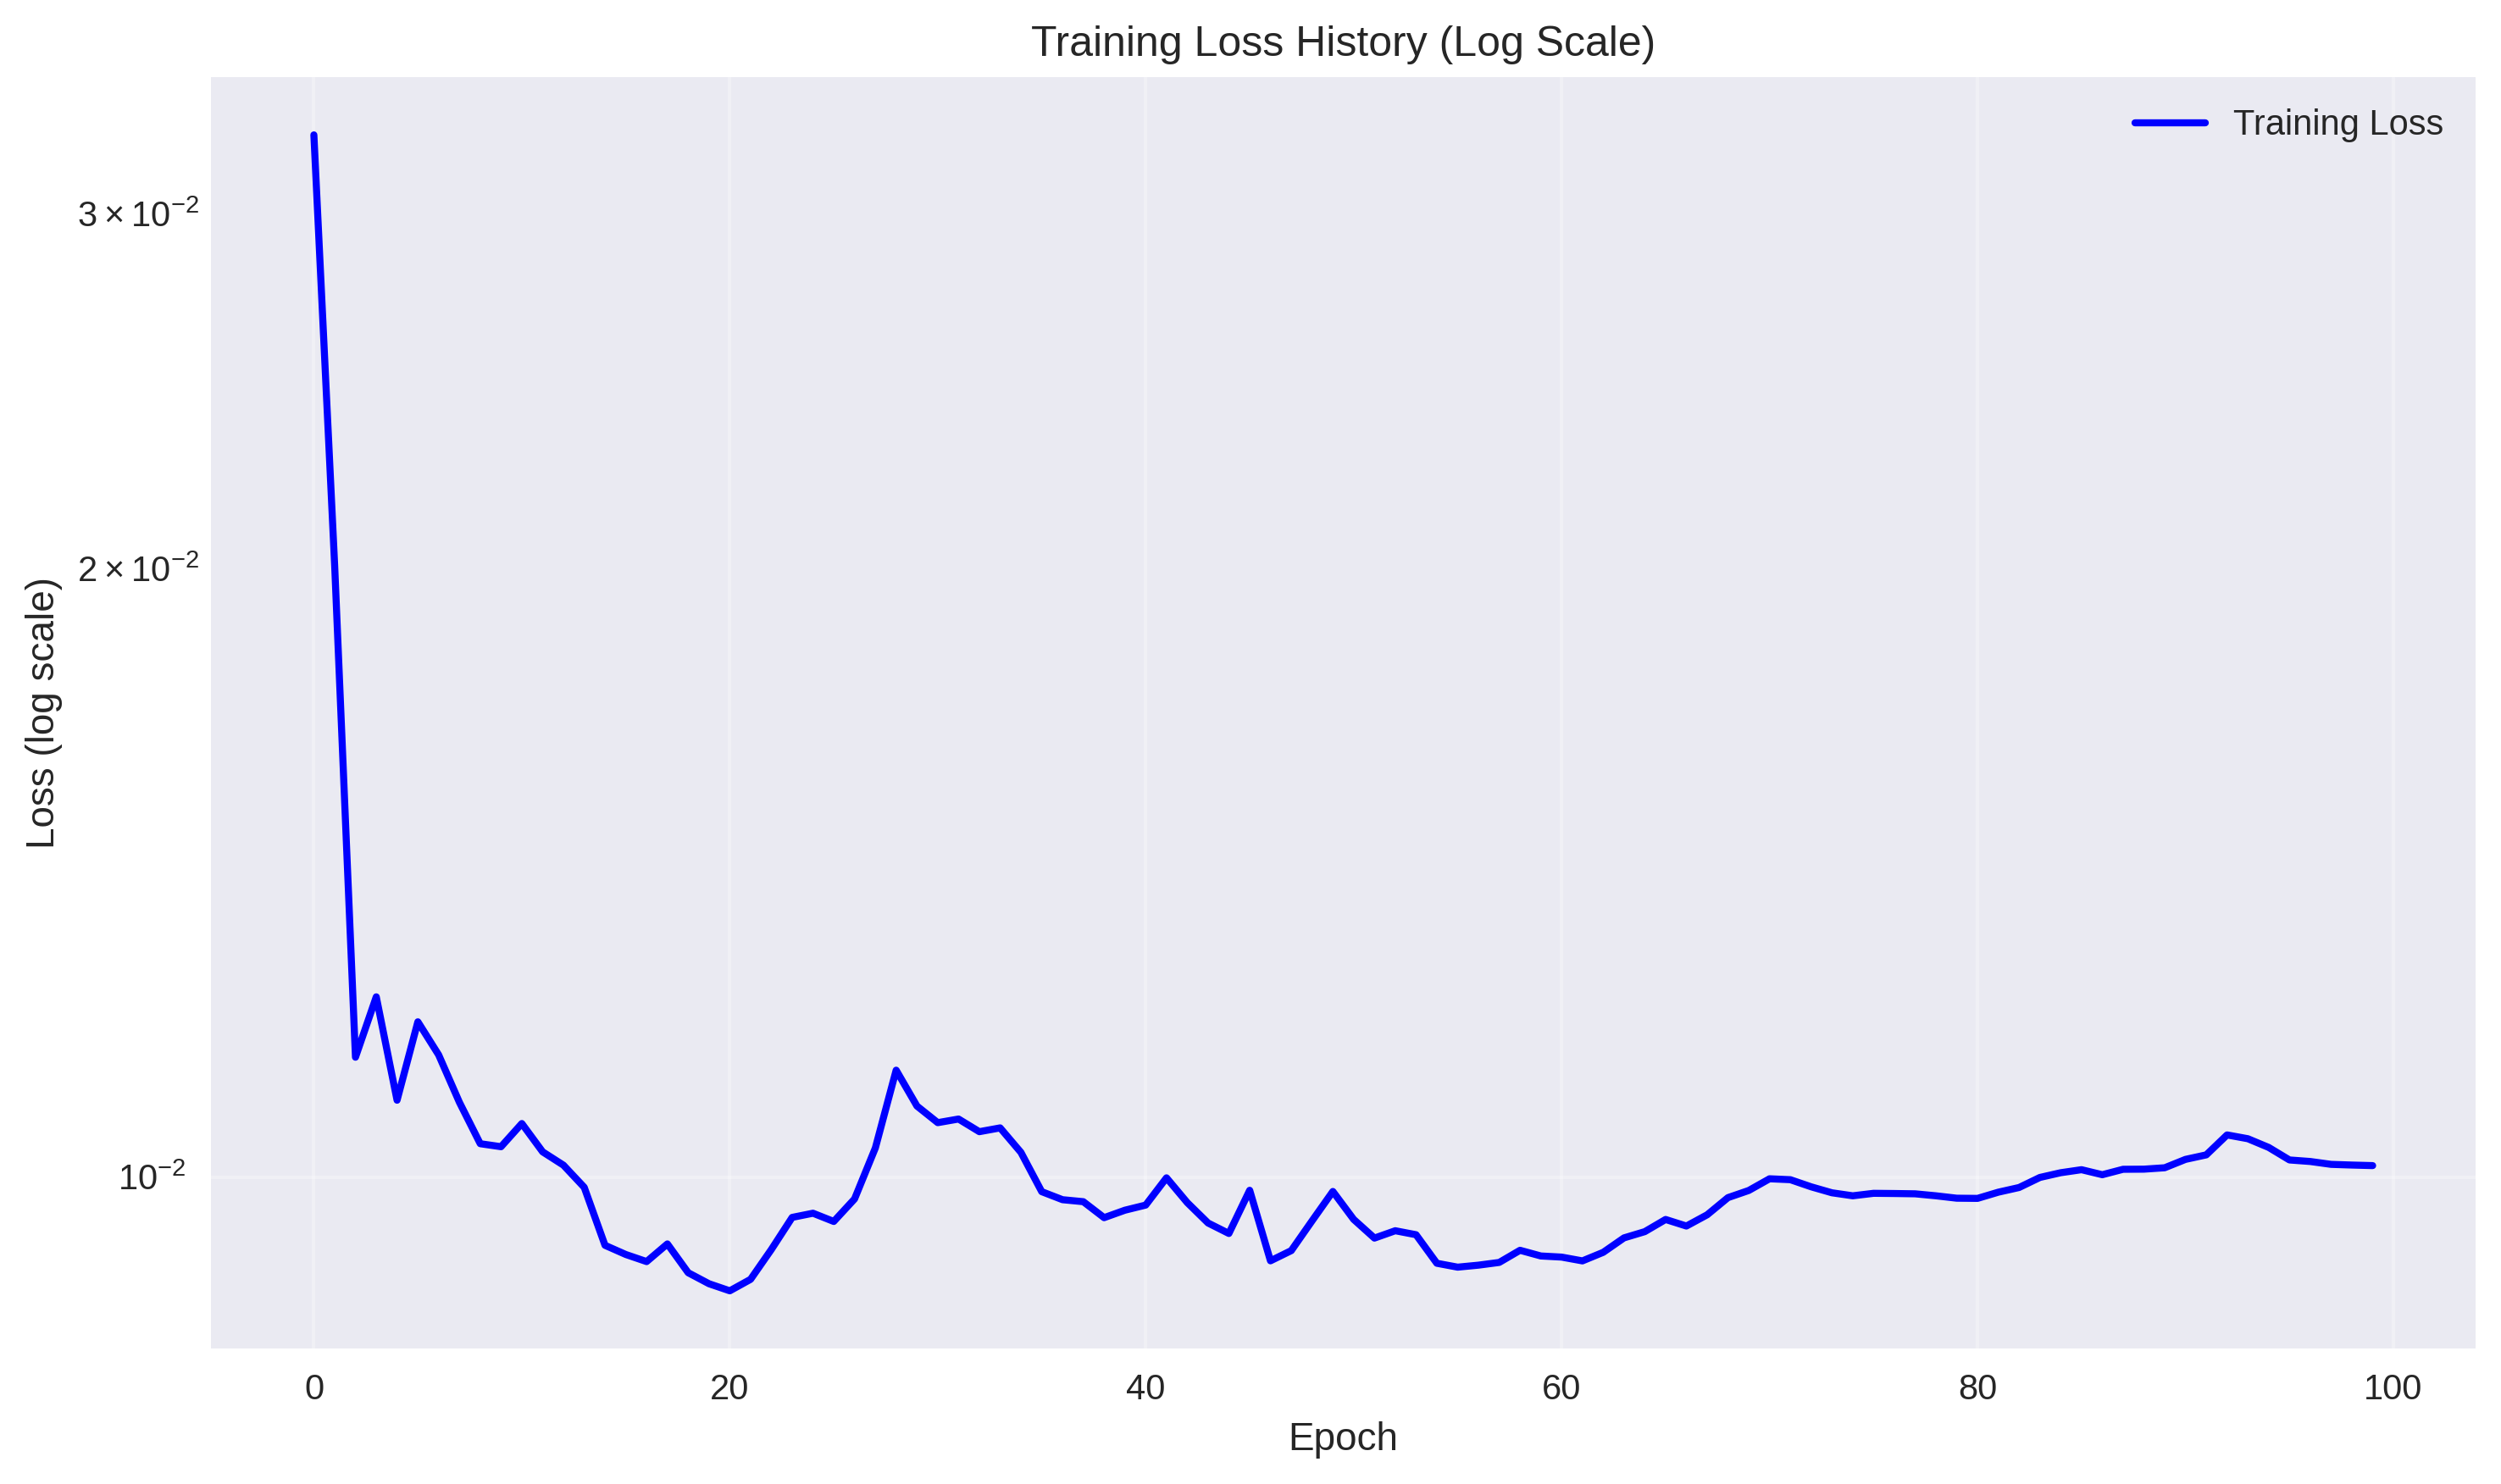 Training Loss History (Log Scale)
Training Loss
3 × 10⁻²
2 × 10⁻²
10⁻²
Loss (log scale)
0 20 40 60 80 100
Epoch